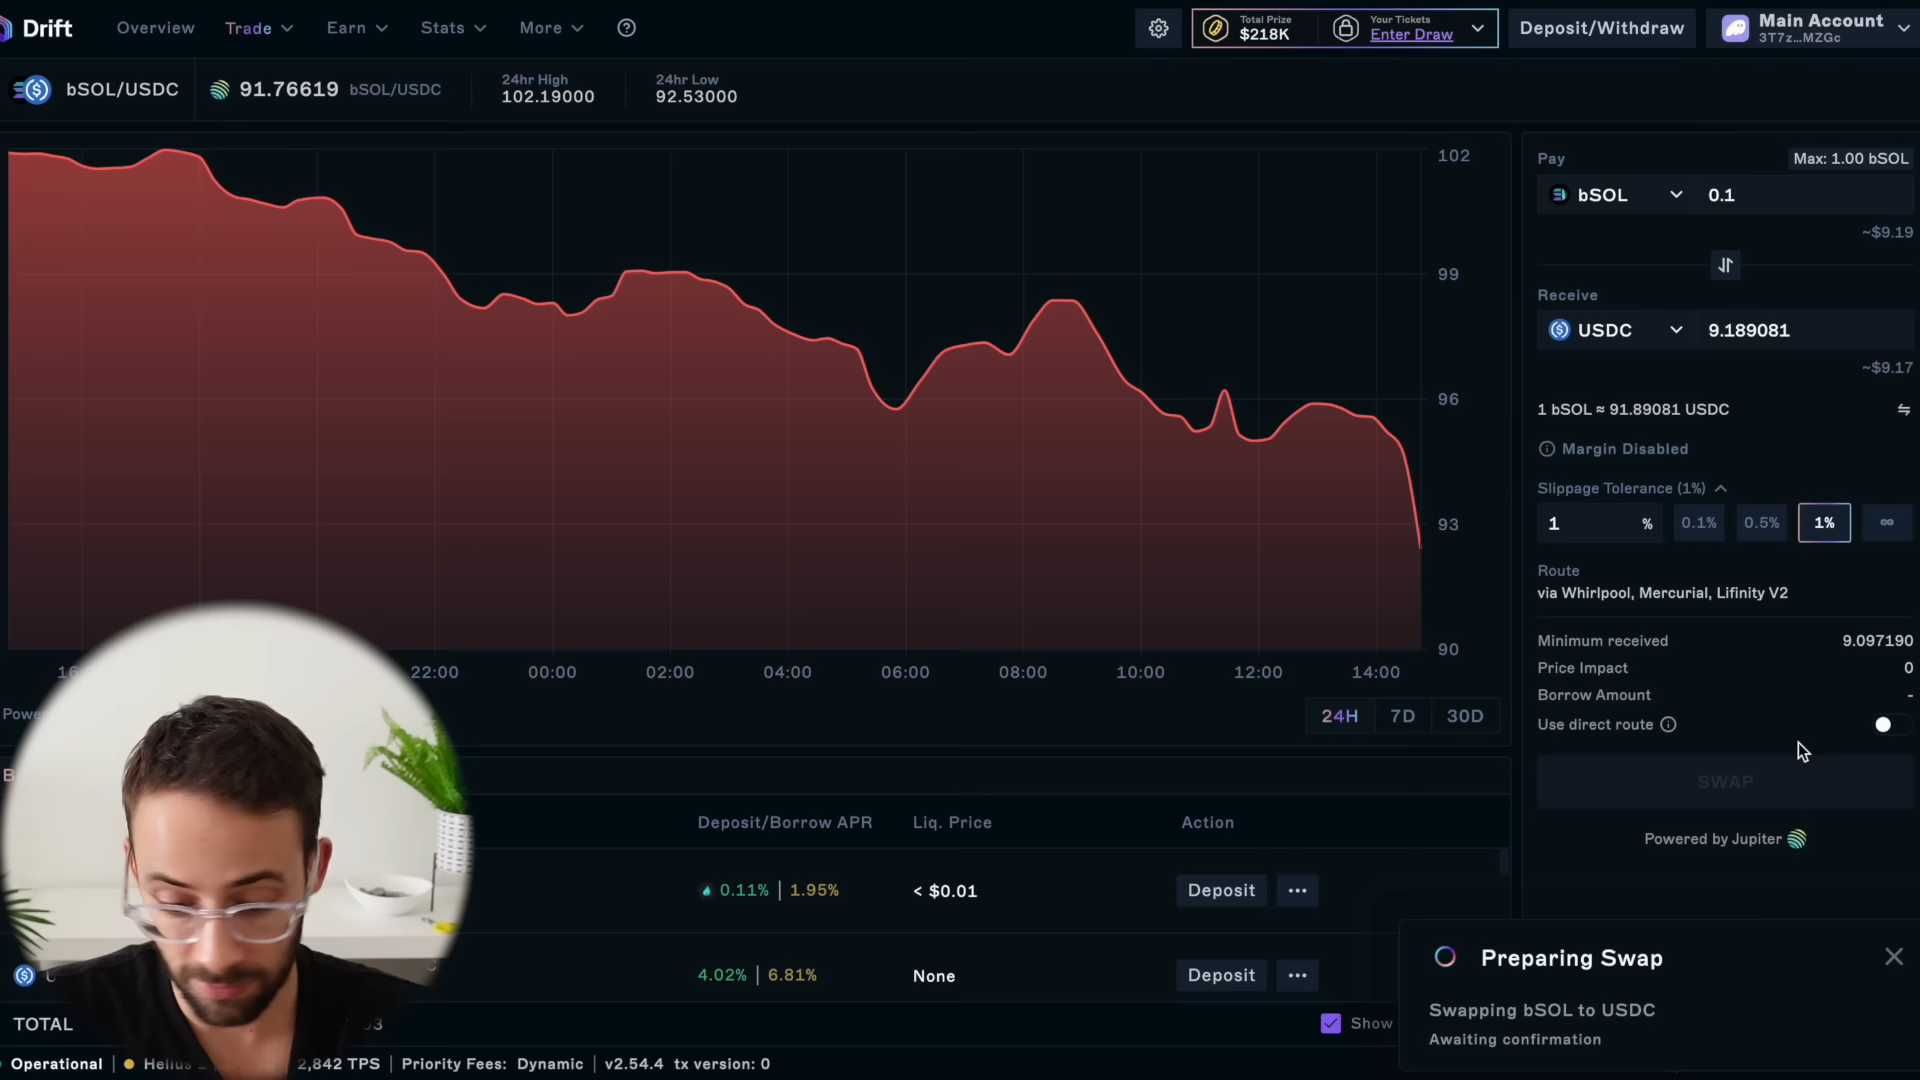 Drift
Overview
Trade
Earn
Stats
More
Total Prize
$218K
Your Tickets
Enter Draw
Deposit/Withdraw
Main Account
3T7z…MZGc
bSOL/USDC
91.76619 bSOL/USDC
24hr High
102.19000
24hr Low
92.53000
102
99
96
93
90
22:00
00:00
02:00
04:00
06:00
08:00
10:00
12:00
14:00
24H
7D
30D
Pay
Max: 1.00 bSOL
bSOL
0.1
~$9.19
Receive
USDC
9.189081
~$9.17
1 bSOL ≈ 91.89081 USDC
Margin Disabled
Slippage Tolerance (1%)
1 %
0.1%
0.5%
1%
∞
Route
via Whirlpool, Mercurial, Lifinity V2
Minimum received 9.097190
Price Impact 0
Borrow Amount -
Use direct route
SWAP
Powered by Jupiter
Deposit/Borrow APR
Liq. Price
Action
0.11% | 1.95%
< $0.01
Deposit
4.02% | 6.81%
None
Deposit
TOTAL
Show
Preparing Swap
Swapping bSOL to USDC
Awaiting confirmation
Operational
2,842 TPS
Priority Fees: Dynamic
v2.54.4 tx version: 0